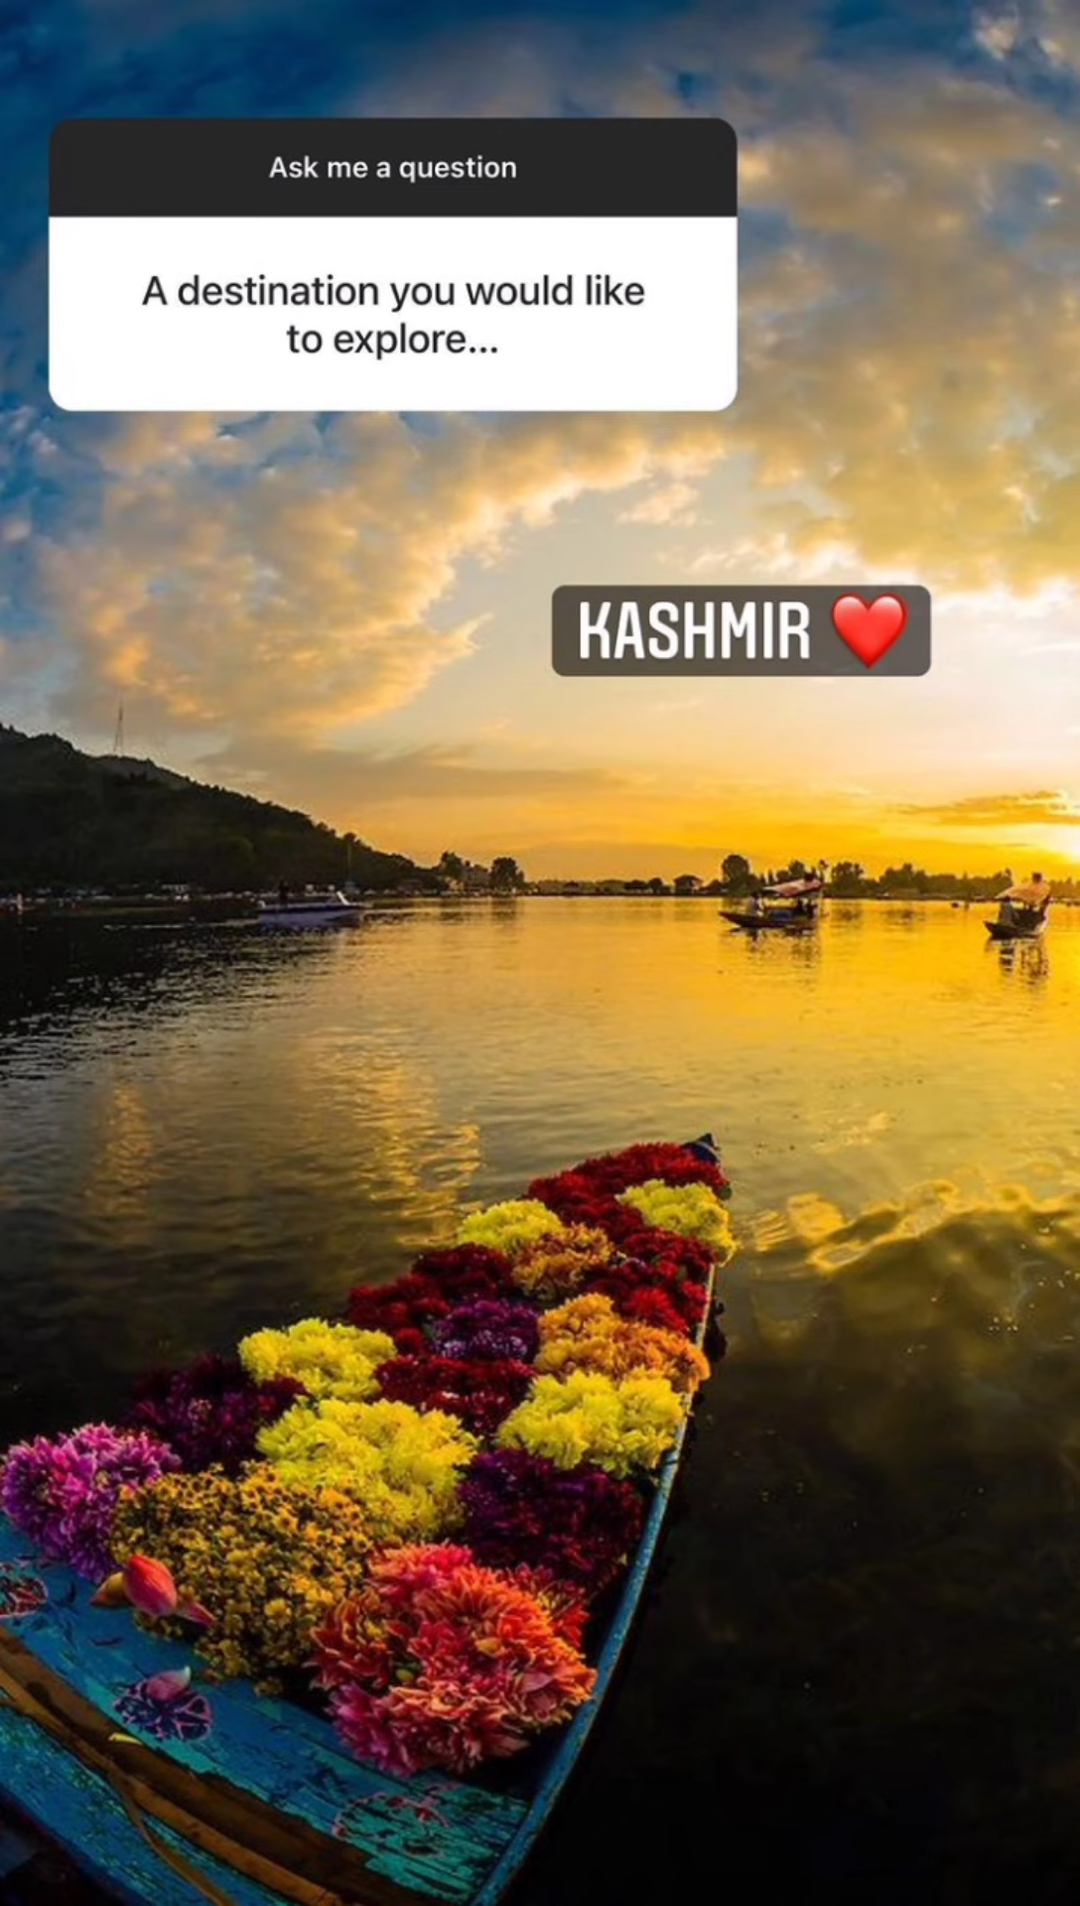 Ask me a question
A destination you would like
to explore...
KASHMIR ❤️